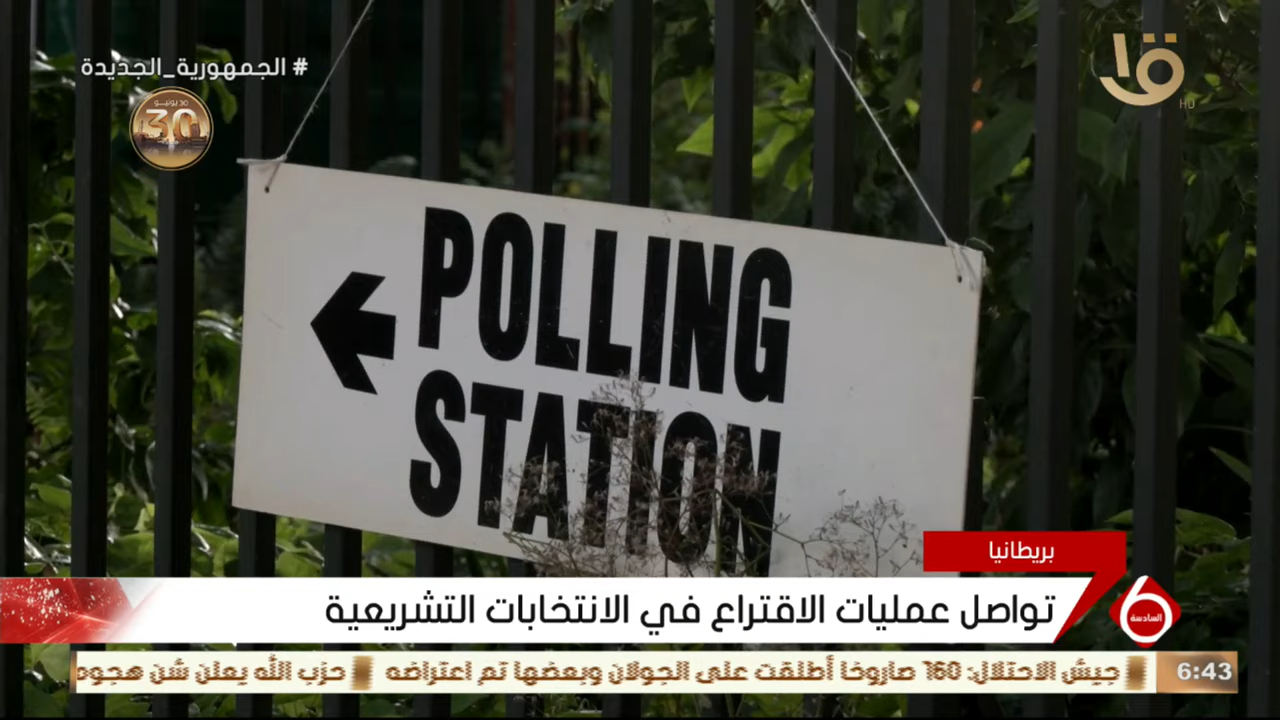 # الجمهورية_الجديدة
30 يونيو
30
HD
POLLING
STATION
بريطانيا
تواصل عمليات الاقتراع في الانتخابات التشريعية
السادسة
جيش الاحتلال: 160 صاروخا أطلقت على الجولان وبعضها تم اعتراضه
حزب الله يعلن شن هجوم
6:43